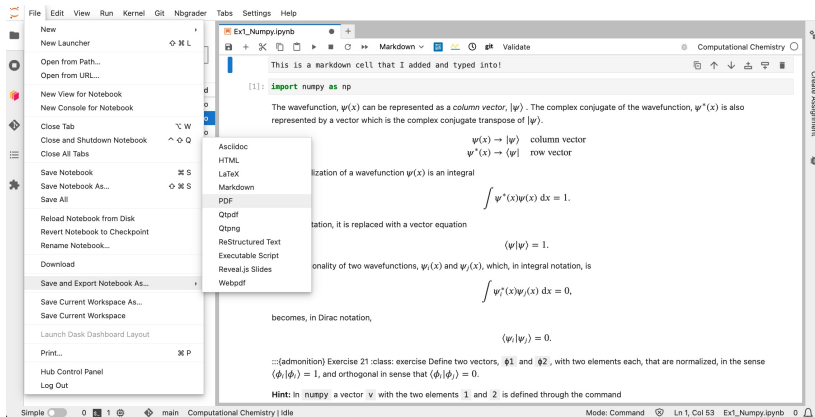 File Edit View Run Kernel Git Nbgrader Tabs Settings Help
New
New Launcher ⇧ ⌘ L
Open from Path...
Open from URL...
New View for Notebook
New Console for Notebook
Close Tab ⌥ W
Close and Shutdown Notebook ^ ⇧ Q
Close All Tabs
Save Notebook ⌘ S
Save Notebook As... ⇧ ⌘ S
Save All
Reload Notebook from Disk
Revert Notebook to Checkpoint
Rename Notebook...
Download
Save and Export Notebook As...
Save Current Workspace As...
Save Current Workspace
Launch Dask Dashboard Layout
Print... ⌘ P
Hub Control Panel
Log Out
Asciidoc
HTML
LaTeX
Markdown
PDF
Qtpdf
Qtpng
ReStructured Text
Executable Script
Reveal.js Slides
Webpdf
Ex1_Numpy.ipynb
Markdown git Validate Computational Chemistry
This is a markdown cell that I added and typed into!
[1]: import numpy as np
The wavefunction, ψ(x) can be represented as a column vector, |ψ⟩ . The complex conjugate of the wavefunction, ψ*(x) is also
represented by a vector which is the complex conjugate transpose of |ψ⟩.
ψ(x) → |ψ⟩ column vector
ψ*(x) → ⟨ψ| row vector
lization of a wavefunction ψ(x) is an integral
∫ ψ*(x)ψ(x) dx = 1.
tation, it is replaced with a vector equation
⟨ψ|ψ⟩ = 1.
onality of two wavefunctions, ψi(x) and ψj(x), which, in integral notation, is
∫ ψi*(x)ψj(x) dx = 0,
becomes, in Dirac notation,
⟨ψi|ψj⟩ = 0.
:::{admonition} Exercise 21 :class: exercise Define two vectors, ϕ1 and ϕ2 , with two elements each, that are normalized, in the sense
⟨ϕi|ϕi⟩ = 1, and orthogonal in sense that ⟨ϕi|ϕj⟩ = 0.
Hint: In numpy a vector v with the two elements 1 and 2 is defined through the command
Create Assignment
Simple 0 1 main Computational Chemistry | Idle Mode: Command Ln 1, Col 53 Ex1_Numpy.ipynb 0